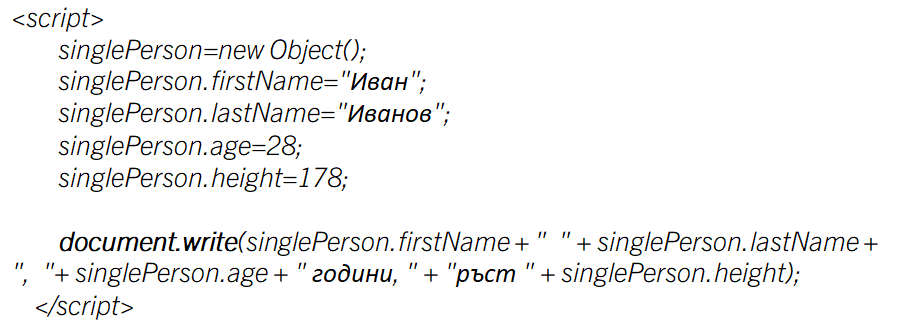 <script>
singlePerson=new Object();
singlePerson.firstName="Иван";
singlePerson.lastName="Иванов";
singlePerson.age=28;
singlePerson.height=178;
document.write(singlePerson.firstName + "  " + singlePerson.lastName +
",  "+ singlePerson.age + " години, " + "ръст " + singlePerson.height);
</script>